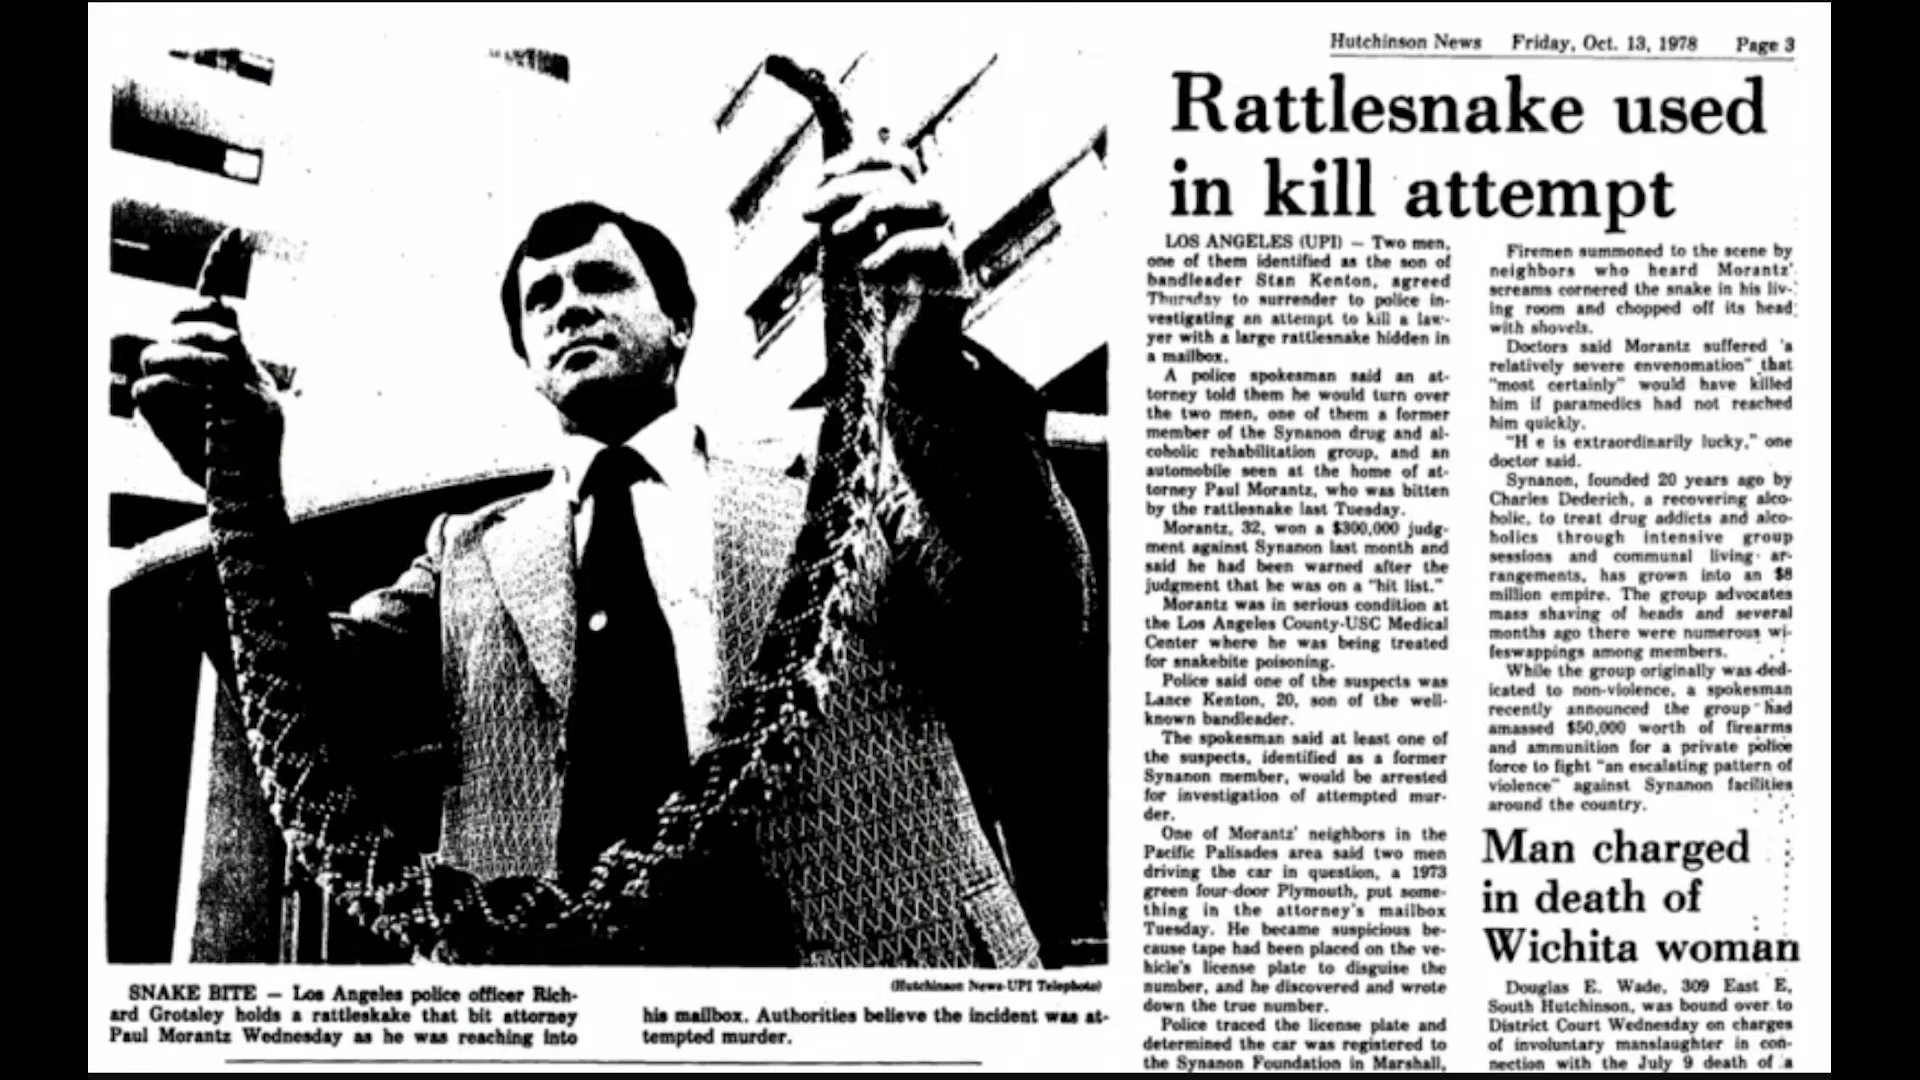 Hutchinson News Friday, Oct. 13, 1978 Page 3
Rattlesnake used
in kill attempt
LOS ANGELES (UPI) — Two men,
one of them identified as the son of
bandleader Stan Kenton, agreed
Thursday to surrender to police in-
vestigating an attempt to kill a law-
yer with a large rattlesnake hidden in
a mailbox.
A police spokesman said an at-
torney told them he would turn over
the two men, one of them a former
member of the Synanon drug and al-
coholic rehabilitation group, and an
automobile seen at the home of at-
torney Paul Morantz, who was bitten
by the rattlesnake last Tuesday.
Morantz, 32, won a $300,000 judg-
ment against Synanon last month and
said he had been warned after the
judgment that he was on a "hit list."
Morantz was in serious condition at
the Los Angeles County-USC Medical
Center where he was being treated
for snakebite poisoning.
Police said one of the suspects was
Lance Kenton, 20, son of the well-
known bandleader.
The spokesman said at least one of
the suspects, identified as a former
Synanon member, would be arrested
for investigation of attempted mur-
der.
One of Morantz' neighbors in the
Pacific Palisades area said two men
driving the car in question, a 1973
green four-door Plymouth, put some-
thing in the attorney's mailbox
Tuesday. He became suspicious be-
cause tape had been placed on the ve-
hicle's license plate to disguise the
number, and he discovered and wrote
down the true number.
Police traced the license plate and
determined the car was registered to
the Synanon Foundation in Marshall,
Firemen summoned to the scene by
neighbors who heard Morantz'
screams cornered the snake in his liv-
ing room and chopped off its head
with shovels.
Doctors said Morantz suffered 'a
relatively severe envenomation" that
"most certainly" would have killed
him if paramedics had not reached
him quickly.
"H e is extraordinarily lucky," one
doctor said.
Synanon, founded 20 years ago by
Charles Dederich, a recovering alco-
holic, to treat drug addicts and alco-
holics through intensive group
sessions and communal living ar-
rangements, has grown into an $8
million empire. The group advocates
mass shaving of heads and several
months ago there were numerous wi-
feswappings among members.
While the group originally was ded-
icated to non-violence, a spokesman
recently announced the group had
amassed $50,000 worth of firearms
and ammunition for a private police
force to fight "an escalating pattern of
violence" against Synanon facilities
around the country.
Man charged
in death of
Wichita woman
Douglas E. Wade, 309 East E,
South Hutchinson, was bound over to
District Court Wednesday on charges
of involuntary manslaughter in con-
nection with the July 9 death of a
(Hutchinson News-UPI Telephoto)
SNAKE BITE — Los Angeles police officer Rich-
ard Grotsley holds a rattleskake that bit attorney
Paul Morantz Wednesday as he was reaching into
his mailbox. Authorities believe the incident was at-
tempted murder.